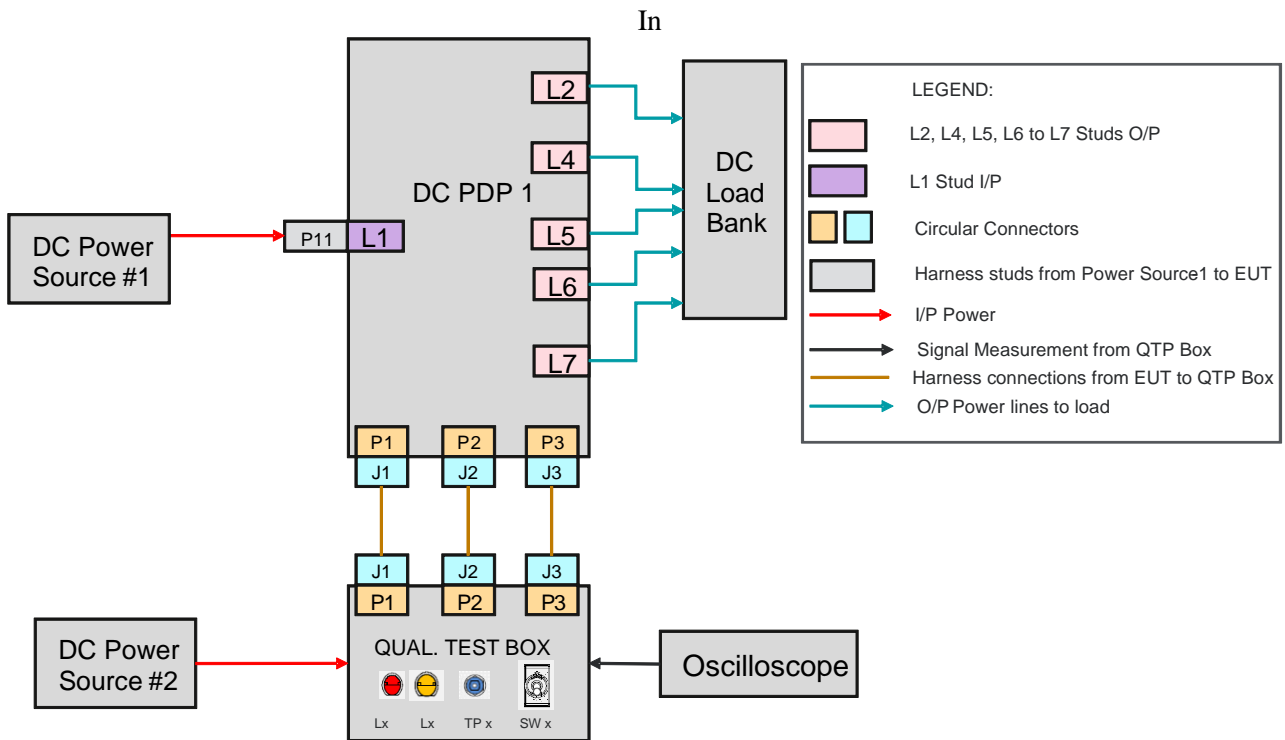 In
L2
L4
DC PDP 1
L5
L6
L7
DC Power
Source #1
P11
L1
DC
Load
Bank
LEGEND:
L2, L4, L5, L6 to L7 Studs O/P
L1 Stud I/P
Circular Connectors
Harness studs from Power Source1 to EUT
I/P Power
Signal Measurement from QTP Box
Harness connections from EUT to QTP Box
O/P Power lines to load
P1
P2
P3
J1
J2
J3
J1
J2
J3
P1
P2
P3
DC Power
Source #2
QUAL. TEST BOX
Lx
Lx
TP x
SW x
Oscilloscope